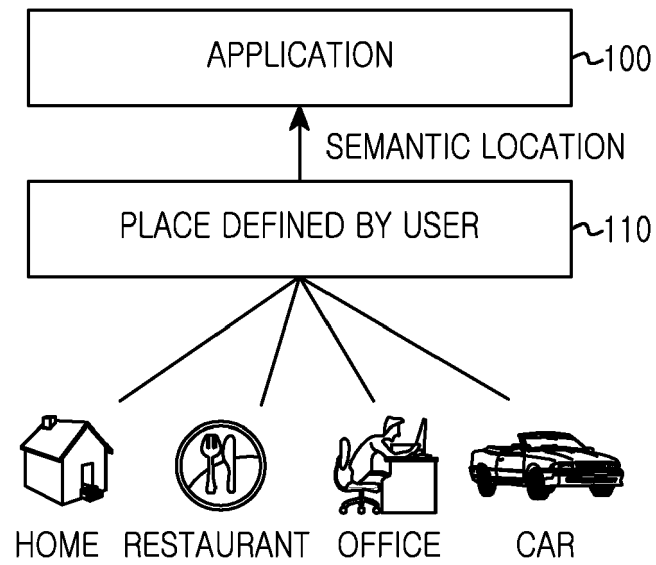 APPLICATION
100
SEMANTIC LOCATION
PLACE DEFINED BY USER
110
HOME RESTAURANT OFFICE CAR